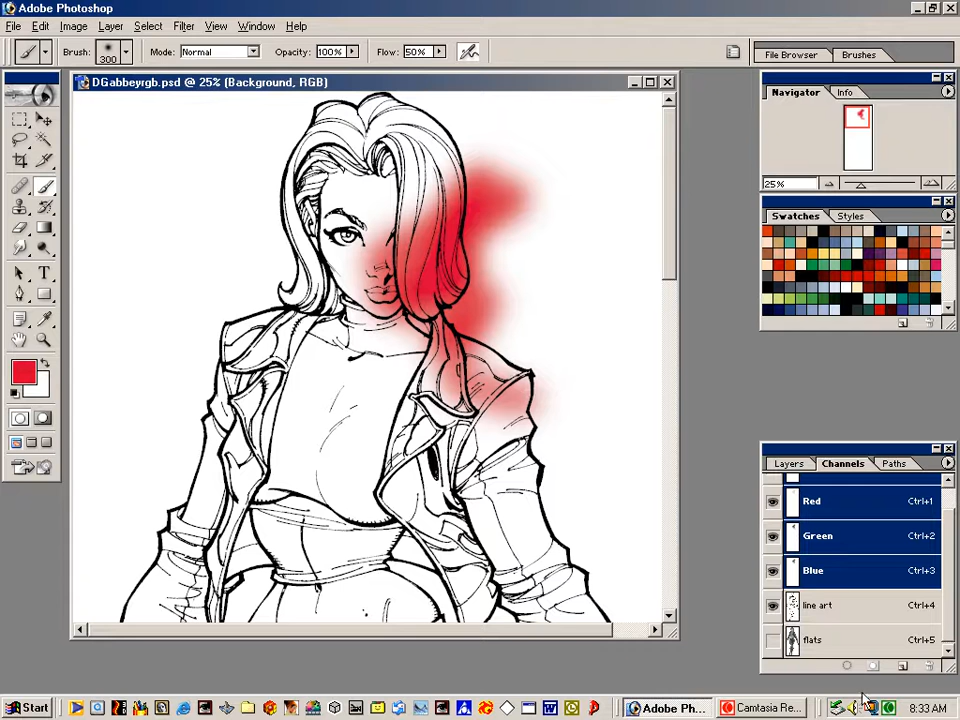 Adobe Photoshop
File Edit Image Layer Select Filter View Window Help
Brush: 300 Mode: Normal Opacity: 100% Flow: 50% File Browser Brushes
DGabbeyrgb.psd @ 25% (Background, RGB)
Navigator Info
25%
Swatches Styles
Layers Channels Paths
Red Ctrl+1
Green Ctrl+2
Blue Ctrl+3
line art Ctrl+4
flats Ctrl+5
Start Adobe Ph... Camtasia Re... 8:33 AM